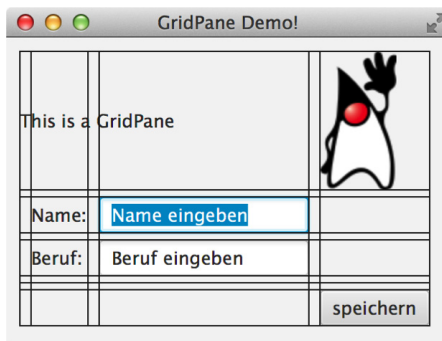 GridPane Demo!
This is a GridPane
Name: Name eingeben
Beruf: Beruf eingeben
speichern